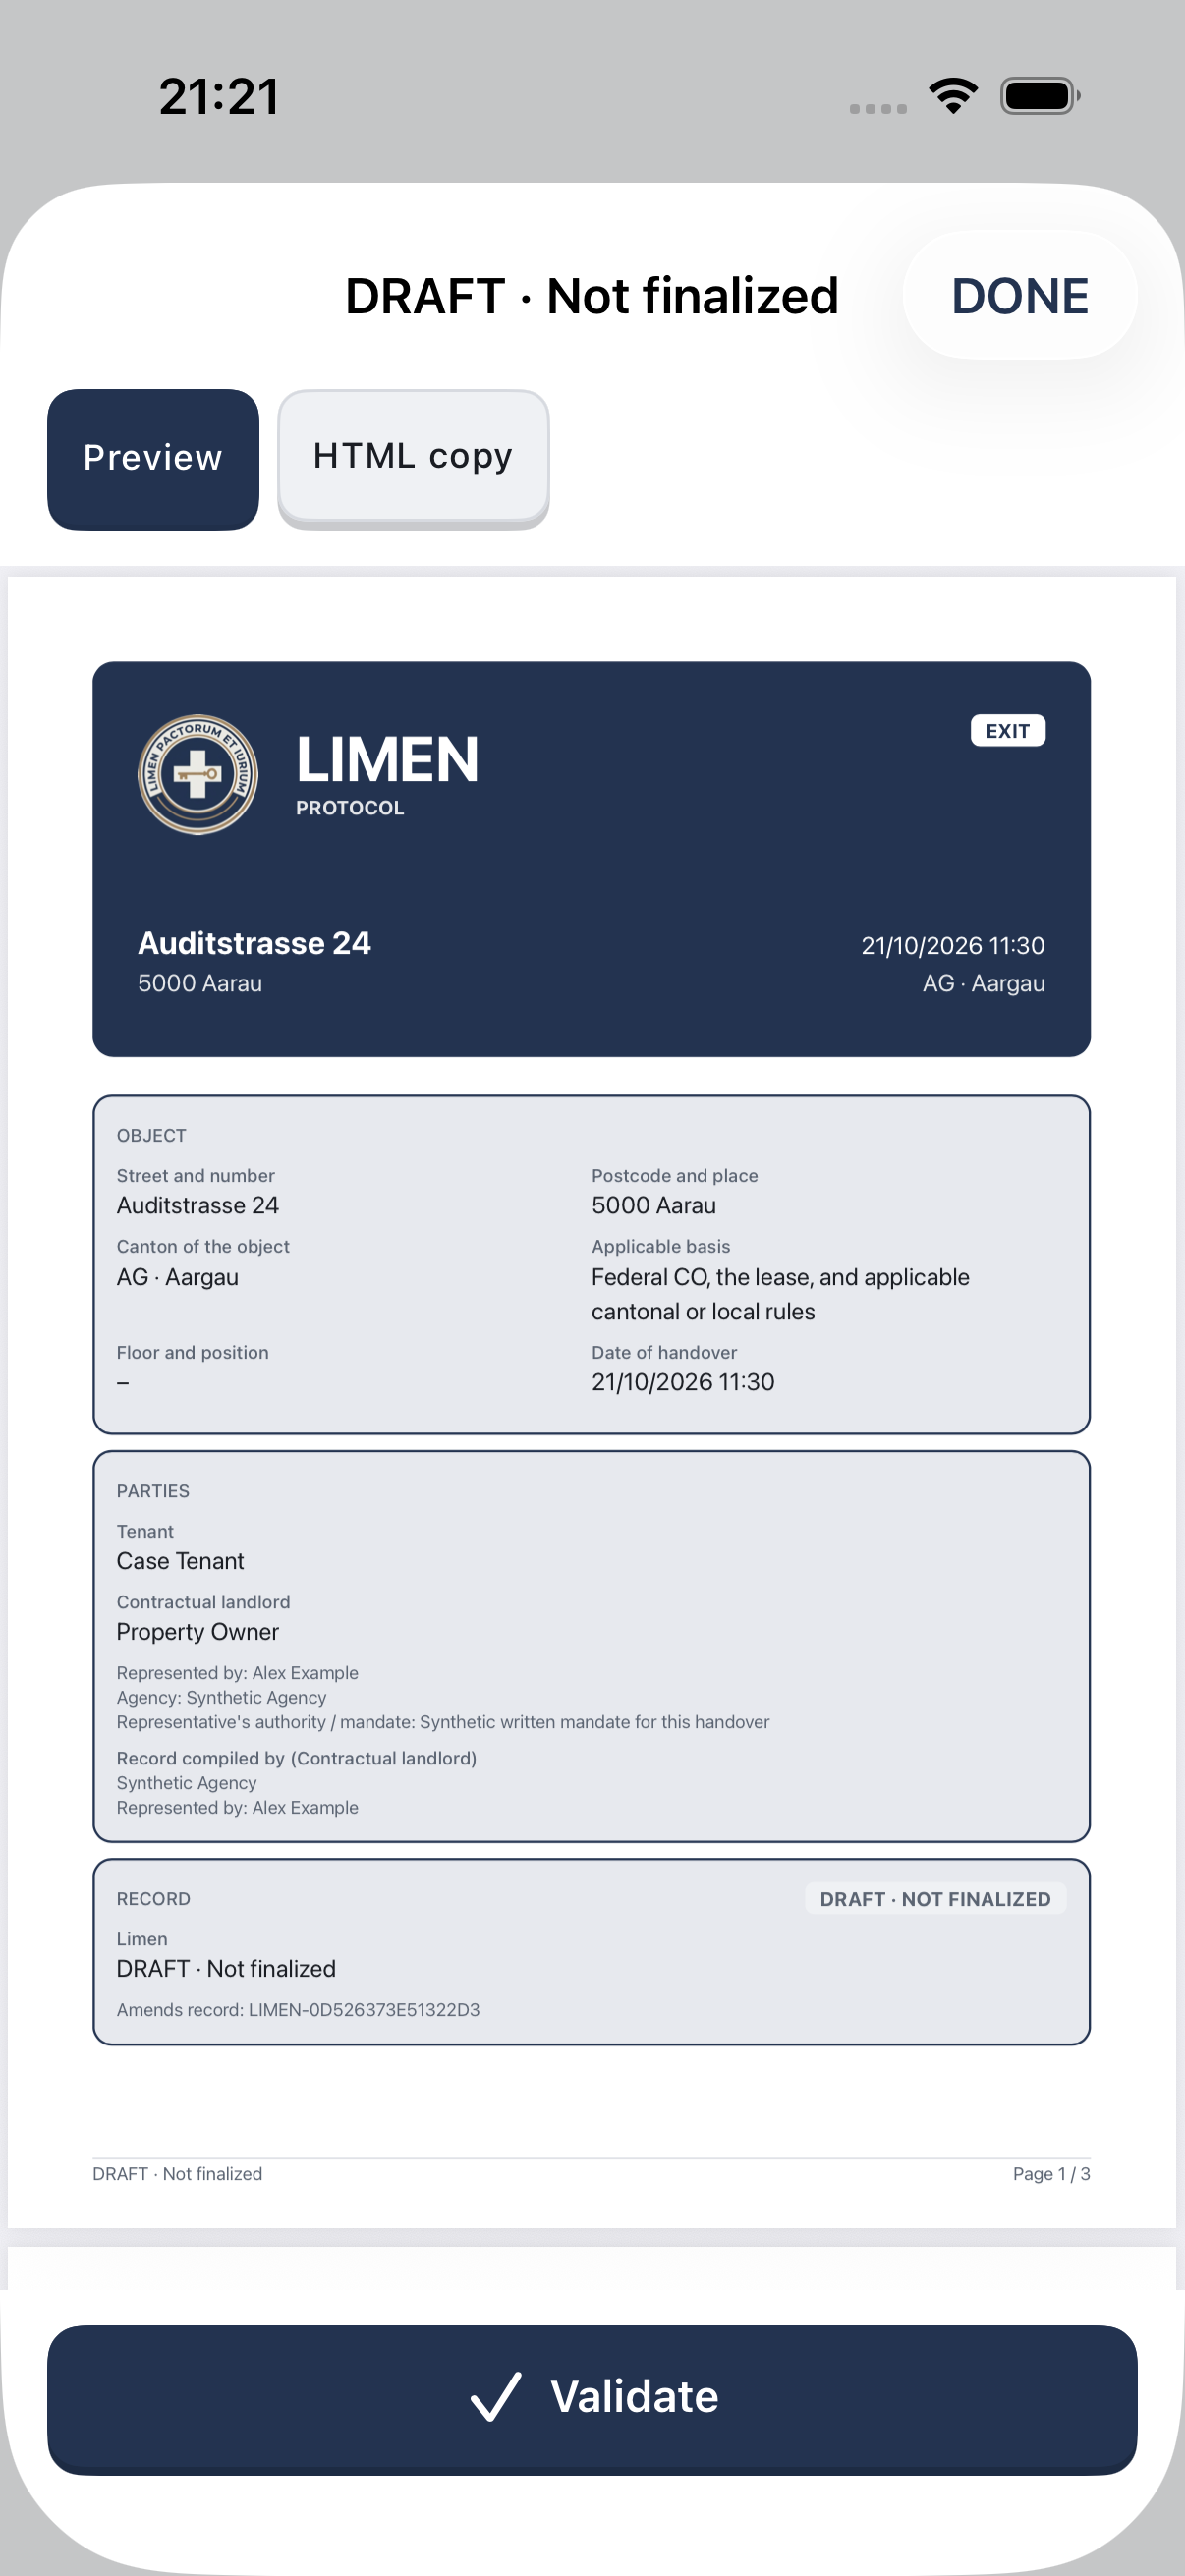 21:21
DRAFT · Not finalized
DONE
Preview
HTML copy
LIMEN PACTORUM ET IURIUM
LIMEN
PROTOCOL
EXIT
Auditstrasse 24
21/10/2026 11:30
5000 Aarau
AG · Aargau
OBJECT
Street and number
Postcode and place
Auditstrasse 24
5000 Aarau
Canton of the object
Applicable basis
AG · Aargau
Federal CO, the lease, and applicable
cantonal or local rules
Floor and position
Date of handover
–
21/10/2026 11:30
PARTIES
Tenant
Case Tenant
Contractual landlord
Property Owner
Represented by: Alex Example
Agency: Synthetic Agency
Representative's authority / mandate: Synthetic written mandate for this handover
Record compiled by (Contractual landlord)
Synthetic Agency
Represented by: Alex Example
RECORD
DRAFT · NOT FINALIZED
Limen
DRAFT · Not finalized
Amends record: LIMEN-0D526373E51322D3
DRAFT · Not finalized
Page 1 / 3
Validate